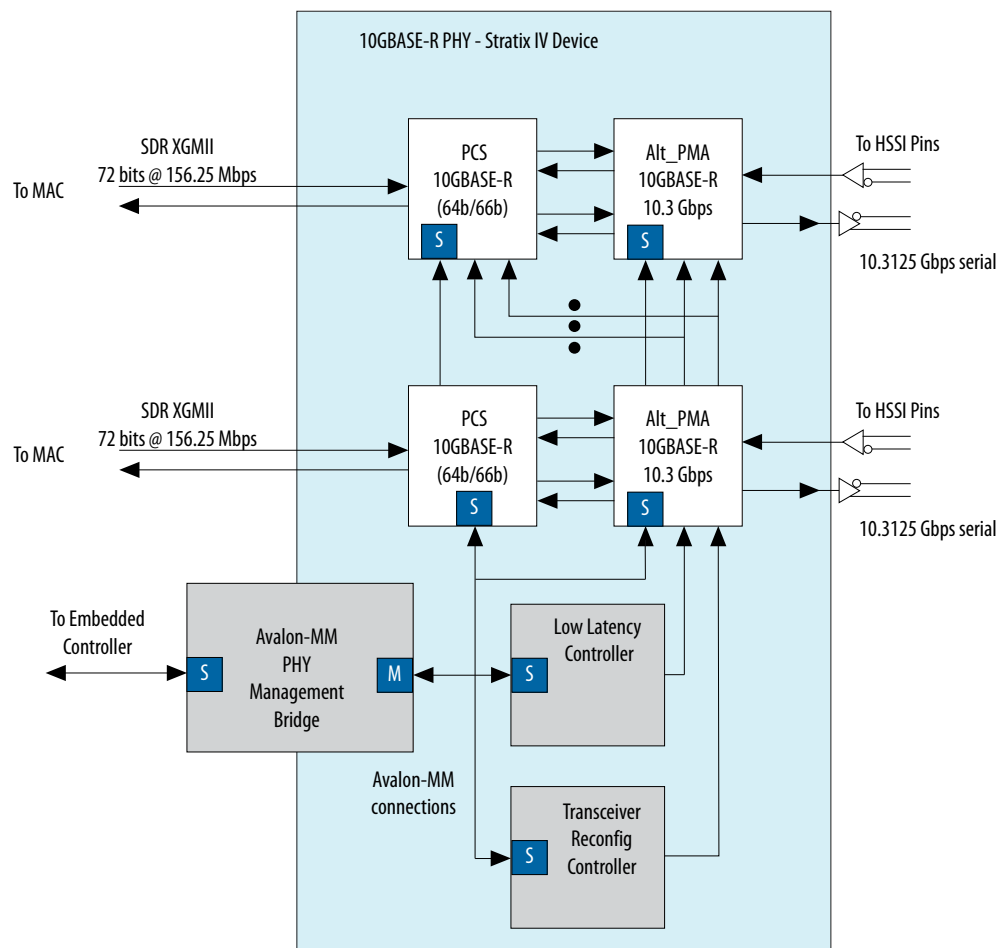 10GBASE-R PHY - Stratix IV Device
SDR XGMII
72 bits @ 156.25 Mbps
To MAC
PCS
10GBASE-R
(64b/66b)
S
Alt_PMA
10GBASE-R
10.3 Gbps
S
To HSSI Pins
10.3125 Gbps serial
SDR XGMII
72 bits @ 156.25 Mbps
To MAC
PCS
10GBASE-R
(64b/66b)
S
Alt_PMA
10GBASE-R
10.3 Gbps
S
To HSSI Pins
10.3125 Gbps serial
To Embedded
Controller
S
Avalon-MM
PHY
Management
Bridge
M
Low Latency
Controller
S
Avalon-MM
connections
Transceiver
Reconfig
Controller
S